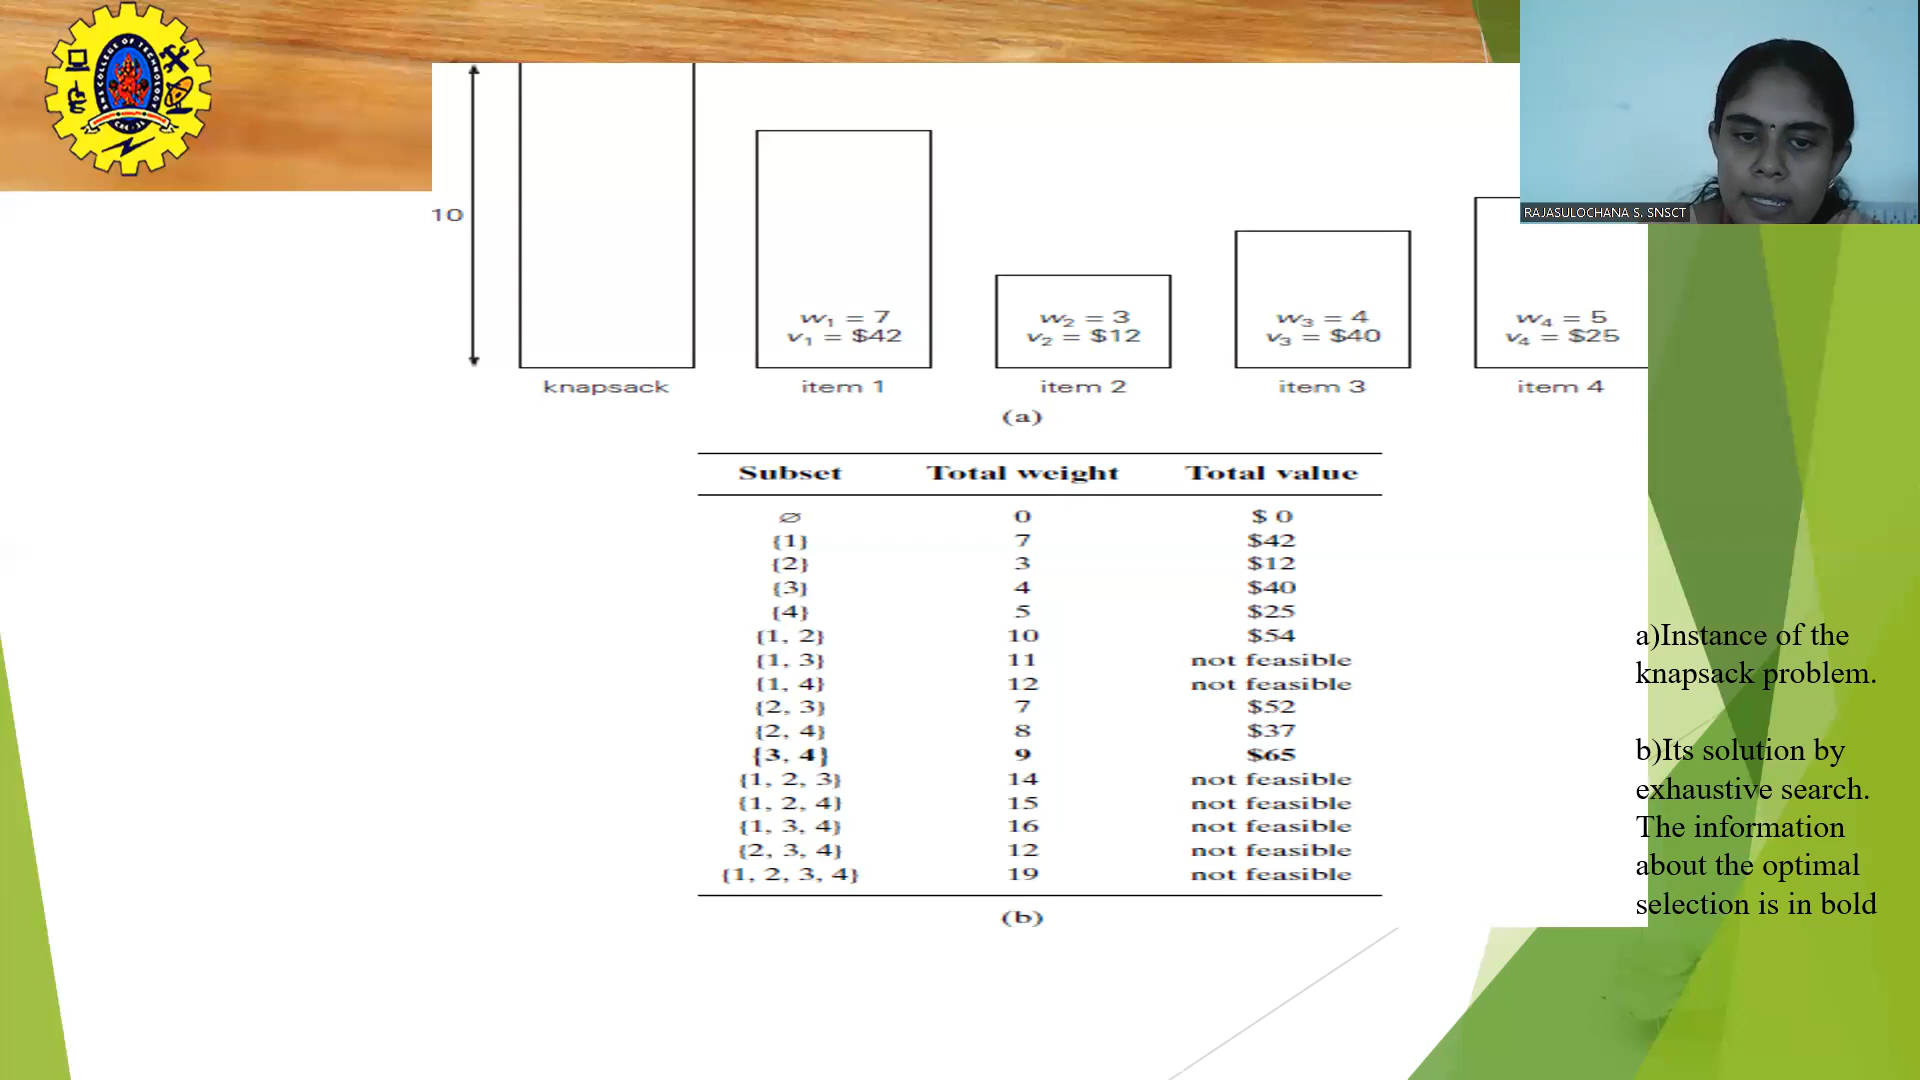 SNS COLLEGE OF TECHNOLOGY
RAJASULOCHANA S. SNSCT
10
w1 = 7
v1 = $42
w2 = 3
v2 = $12
w3 = 4
v3 = $40
w4 = 5
v4 = $25
knapsack item 1 item 2 item 3 item 4
(a)
Subset Total weight Total value
∅ 0 $ 0
{1} 7 $42
{2} 3 $12
{3} 4 $40
{4} 5 $25
{1, 2} 10 $54
{1, 3} 11 not feasible
{1, 4} 12 not feasible
{2, 3} 7 $52
{2, 4} 8 $37
{3, 4} 9 $65
{1, 2, 3} 14 not feasible
{1, 2, 4} 15 not feasible
{1, 3, 4} 16 not feasible
{2, 3, 4} 12 not feasible
{1, 2, 3, 4} 19 not feasible
(b)
a)Instance of the
knapsack problem.
b)Its solution by
exhaustive search.
The information
about the optimal
selection is in bold